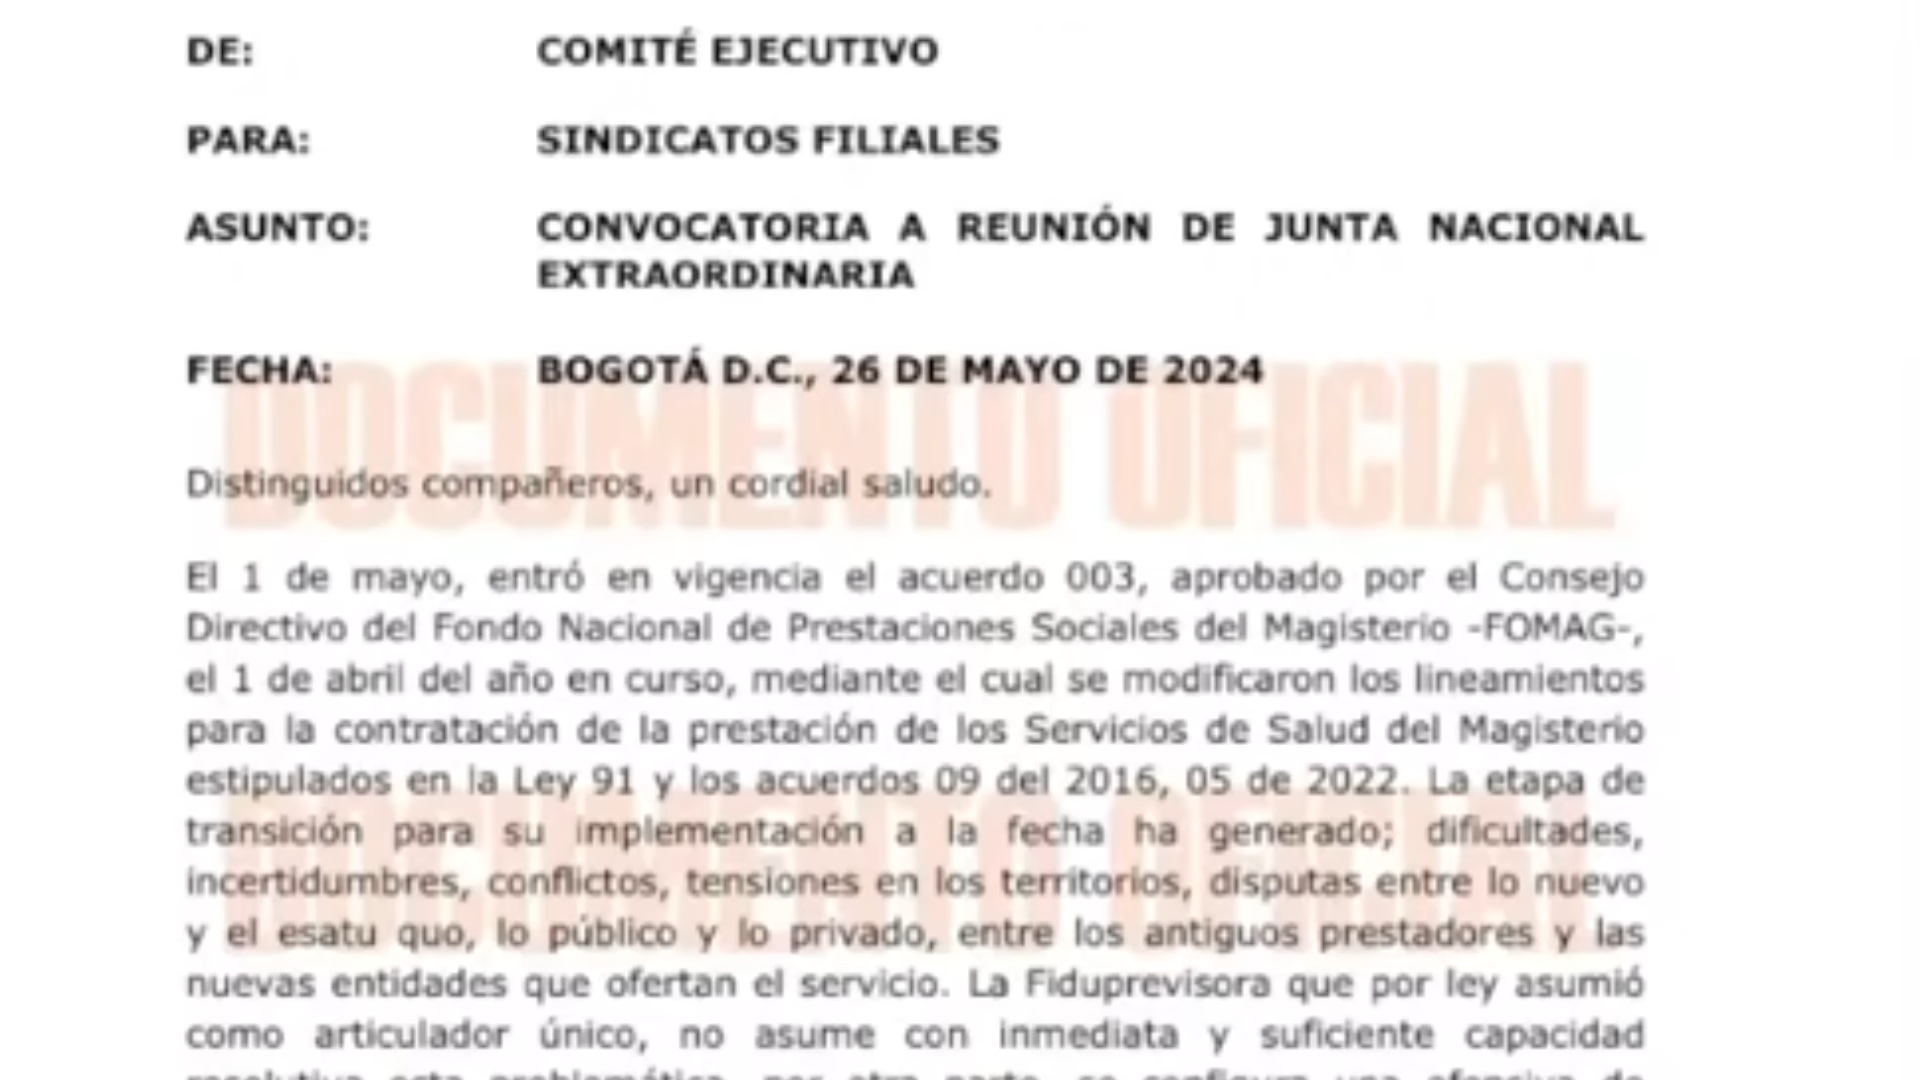 DE: COMITÉ EJECUTIVO
PARA: SINDICATOS FILIALES
ASUNTO: CONVOCATORIA A REUNIÓN DE JUNTA NACIONAL
EXTRAORDINARIA
FECHA: BOGOTÁ D.C., 26 DE MAYO DE 2024
DOCUMENTO OFICIAL
Distinguidos compañeros, un cordial saludo.
El 1 de mayo, entró en vigencia el acuerdo 003, aprobado por el Consejo
Directivo del Fondo Nacional de Prestaciones Sociales del Magisterio -FOMAG-,
el 1 de abril del año en curso, mediante el cual se modificaron los lineamientos
para la contratación de la prestación de los Servicios de Salud del Magisterio
estipulados en la Ley 91 y los acuerdos 09 del 2016, 05 de 2022. La etapa de
transición para su implementación a la fecha ha generado; dificultades,
incertidumbres, conflictos, tensiones en los territorios, disputas entre lo nuevo
DOCUMENTO OFICIAL
y el esatu quo, lo público y lo privado, entre los antiguos prestadores y las
nuevas entidades que ofertan el servicio. La Fiduprevisora que por ley asumió
como articulador único, no asume con inmediata y suficiente capacidad